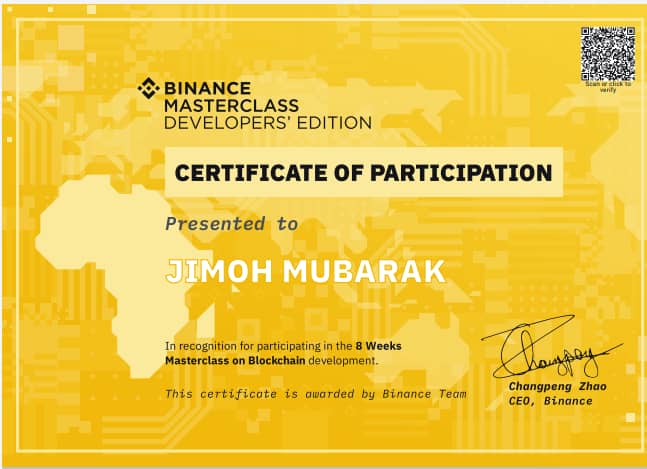 Scan or click to
verify
BINANCE
MASTERCLASS
DEVELOPERS' EDITION
CERTIFICATE OF PARTICIPATION
Presented to
JIMOH MUBARAK
In recognition for participating in the 8 Weeks
Masterclass on Blockchain development.
This certificate is awarded by Binance Team
Changpeng
Changpeng Zhao
CEO, Binance